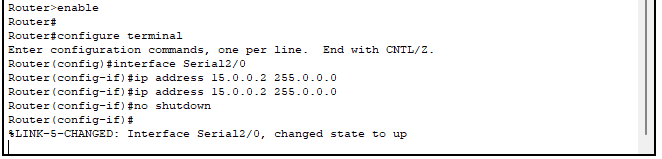 Router>enable
Router#
Router#configure terminal
Enter configuration commands, one per line.  End with CNTL/Z.
Router(config)#interface Serial2/0
Router(config-if)#ip address 15.0.0.2 255.0.0.0
Router(config-if)#ip address 15.0.0.2 255.0.0.0
Router(config-if)#no shutdown
Router(config-if)#
%LINK-5-CHANGED: Interface Serial2/0, changed state to up